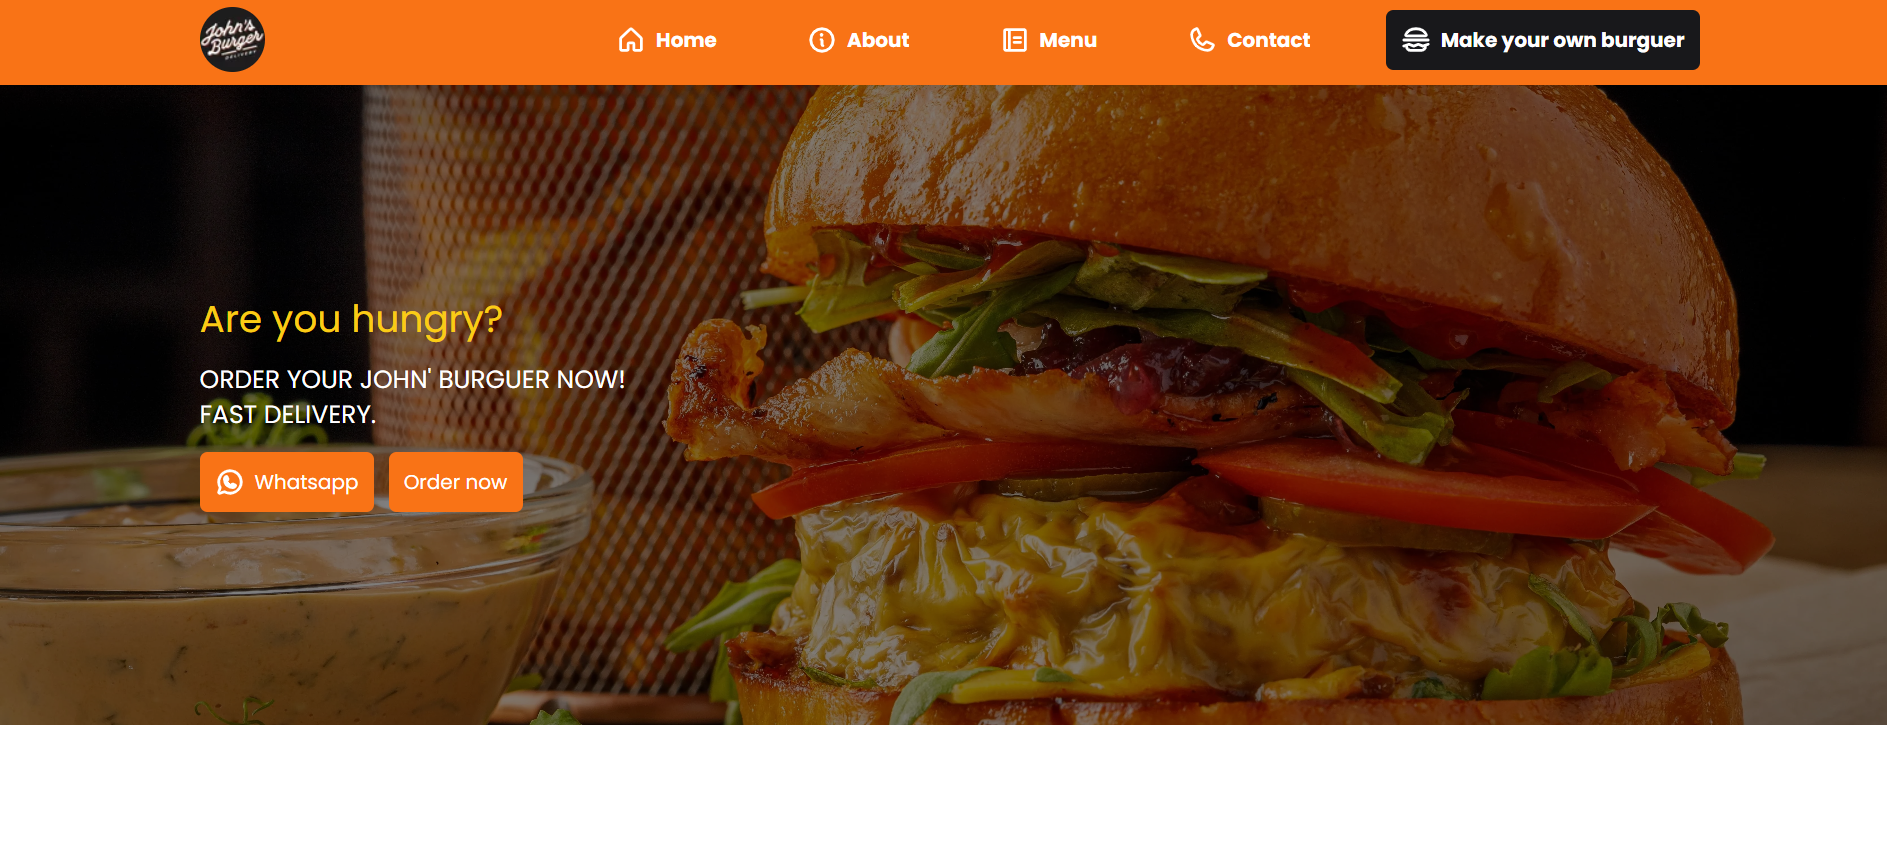 John's
Burger
DELIVERY
Home
About
Menu
Contact
Make your own burguer
Are you hungry?
ORDER YOUR JOHN' BURGUER NOW!
FAST DELIVERY.
Whatsapp
Order now